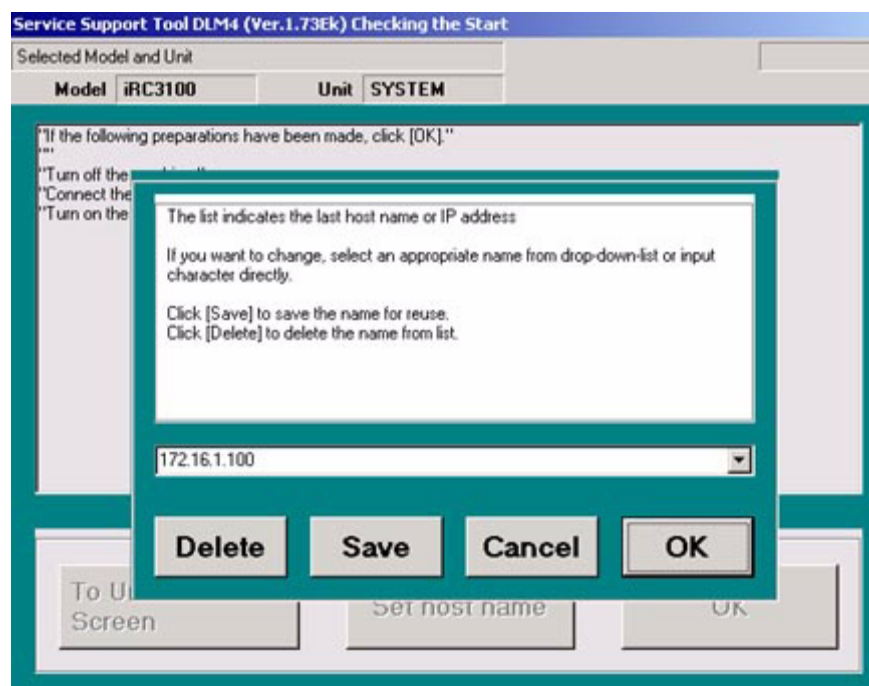 Service Support Tool DLM4 (Ver.1.73Ek) Checking the Start
Selected Model and Unit
Model iRC3100 Unit SYSTEM
"If the following preparations have been made, click [OK]."
""
"Turn off the
"Connect the
"Turn on the
The list indicates the last host name or IP address
If you want to change, select an appropriate name from drop-down-list or input
character directly.
Click [Save] to save the name for reuse.
Click [Delete] to delete the name from list.
172.16.1.100
Delete Save Cancel OK
To
Screen
Set host name
OK